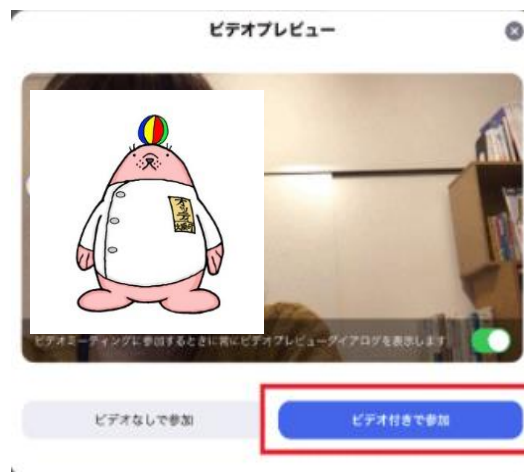 ビデオプレビュー
ビデオミーティングに参加するときに常にビデオプレビューダイアログを表示します
ビデオなしで参加
ビデオ付きで参加